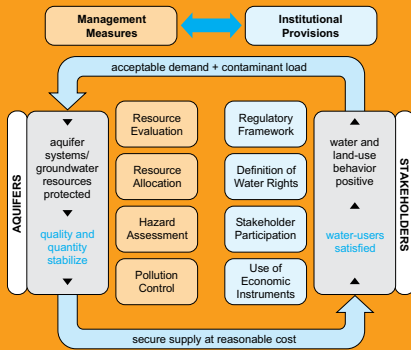 Management
Measures
Institutional
Provisions
acceptable demand + contaminant load
AQUIFERS
aquifer
systems/
groundwater
resources
protected
quality and
quantity
stabilize
Resource
Evaluation
Resource
Allocation
Hazard
Assessment
Pollution
Control
Regulatory
Framework
Definition of
Water Rights
Stakeholder
Participation
Use of
Economic
Instruments
water and
land-use
behavior
positive
water-users
satisfied
STAKEHOLDERS
secure supply at reasonable cost